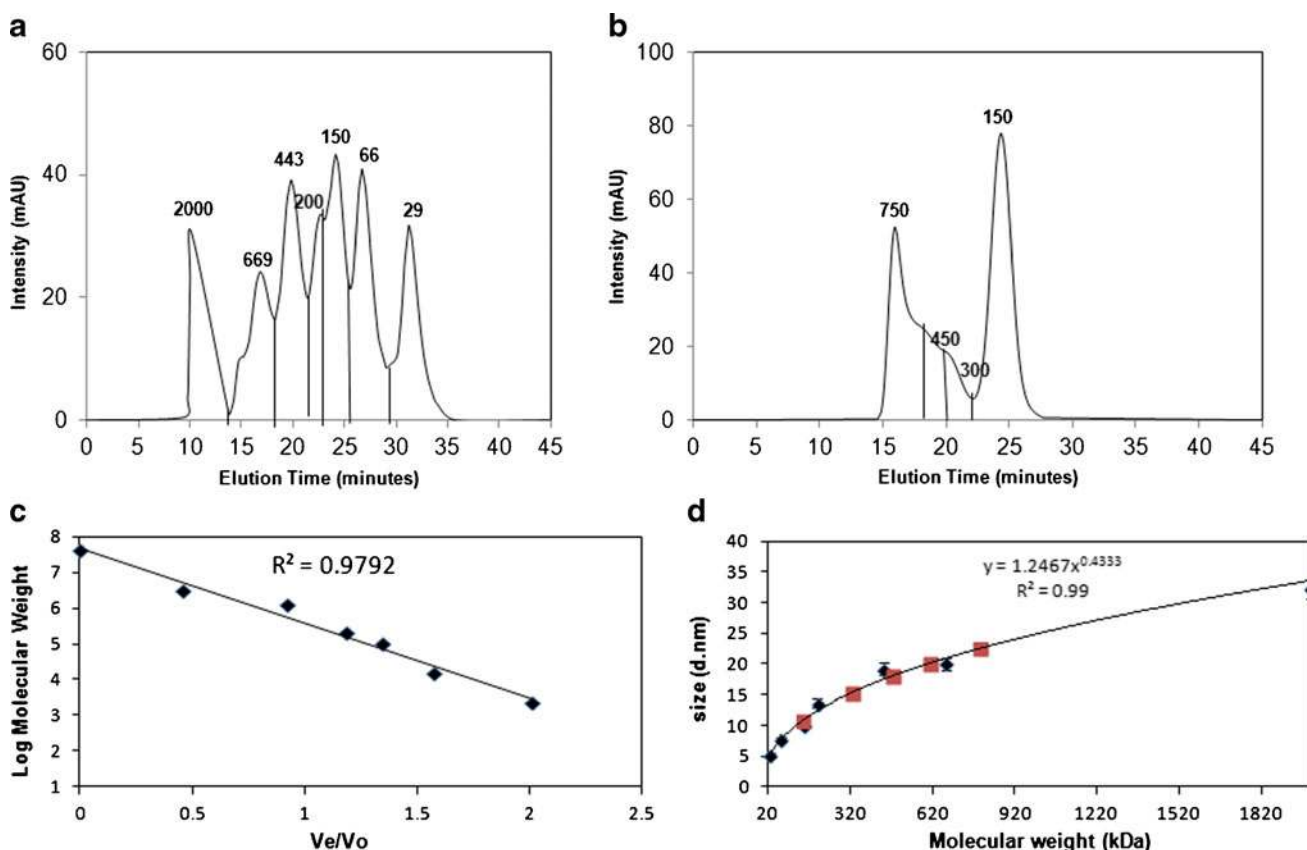 a
60
40
20
0
Intensity (mAU)
2000
669
443
200
150
66
29
0 5 10 15 20 25 30 35 40 45
Elution Time (minutes)
b
100
80
60
40
20
0
Intensity (mAU)
750
450
300
150
0 5 10 15 20 25 30 35 40 45
Elution Time (minutes)
c
8
7
6
5
4
3
2
1
Log Molecular Weight
R² = 0.9792
0 0.5 1 1.5 2 2.5
Ve/Vo
d
40
35
30
25
20
15
10
5
0
size (d.nm)
y = 1.2467x^0.4333
R² = 0.99
20 320 620 920 1220 1520 1820
Molecular weight (kDa)